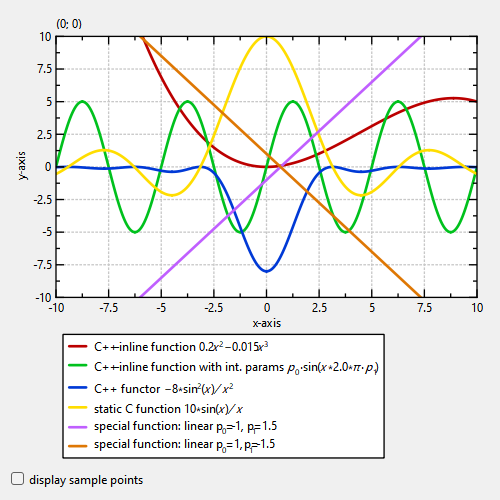 (0; 0)
10
7.5
5
2.5
0
-2.5
-5
-7.5
-10
y-axis
-10 -7.5 -5 -2.5 0 2.5 5 7.5 10
x-axis
C++-inline function 0.2x²−0.015x³
C++-inline function with int. params p₀·sin(x*2.0*π·p₁)
C++ functor −8*sin²(x)/x²
static C function 10*sin(x)/x
special function: linear p₀=-1, p₁=1.5
special function: linear p₀=1, p₁=-1.5
display sample points